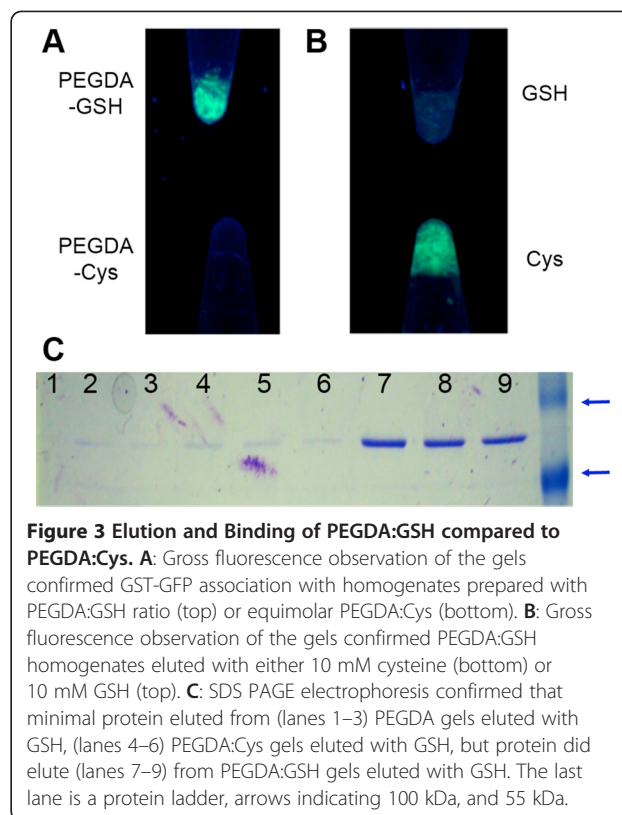 A
B
PEGDA
-GSH
GSH
PEGDA
-Cys
Cys
C
1 2 3 4 5 6 7 8 9
Figure 3 Elution and Binding of PEGDA:GSH compared to
PEGDA:Cys. A: Gross fluorescence observation of the gels
confirmed GST-GFP association with homogenates prepared with
PEGDA:GSH ratio (top) or equimolar PEGDA:Cys (bottom). B: Gross
fluorescence observation of the gels confirmed PEGDA:GSH
homogenates eluted with either 10 mM cysteine (bottom) or
10 mM GSH (top). C: SDS PAGE electrophoresis confirmed that
minimal protein eluted from (lanes 1–3) PEGDA gels eluted with
GSH, (lanes 4–6) PEGDA:Cys gels eluted with GSH, but protein did
elute (lanes 7–9) from PEGDA:GSH gels eluted with GSH. The last
lane is a protein ladder, arrows indicating 100 kDa, and 55 kDa.